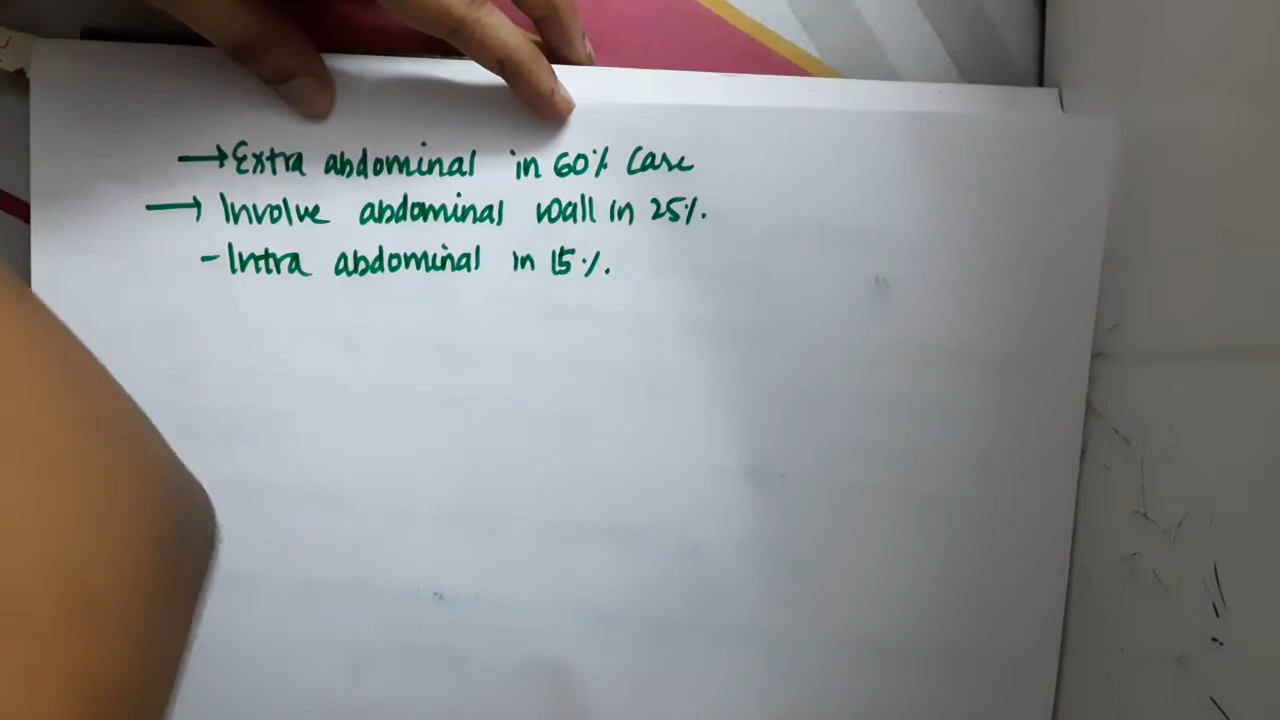 → Extra abdominal in 60% Case
→ Involve abdominal wall in 25%.
- Intra abdominal in 15%.